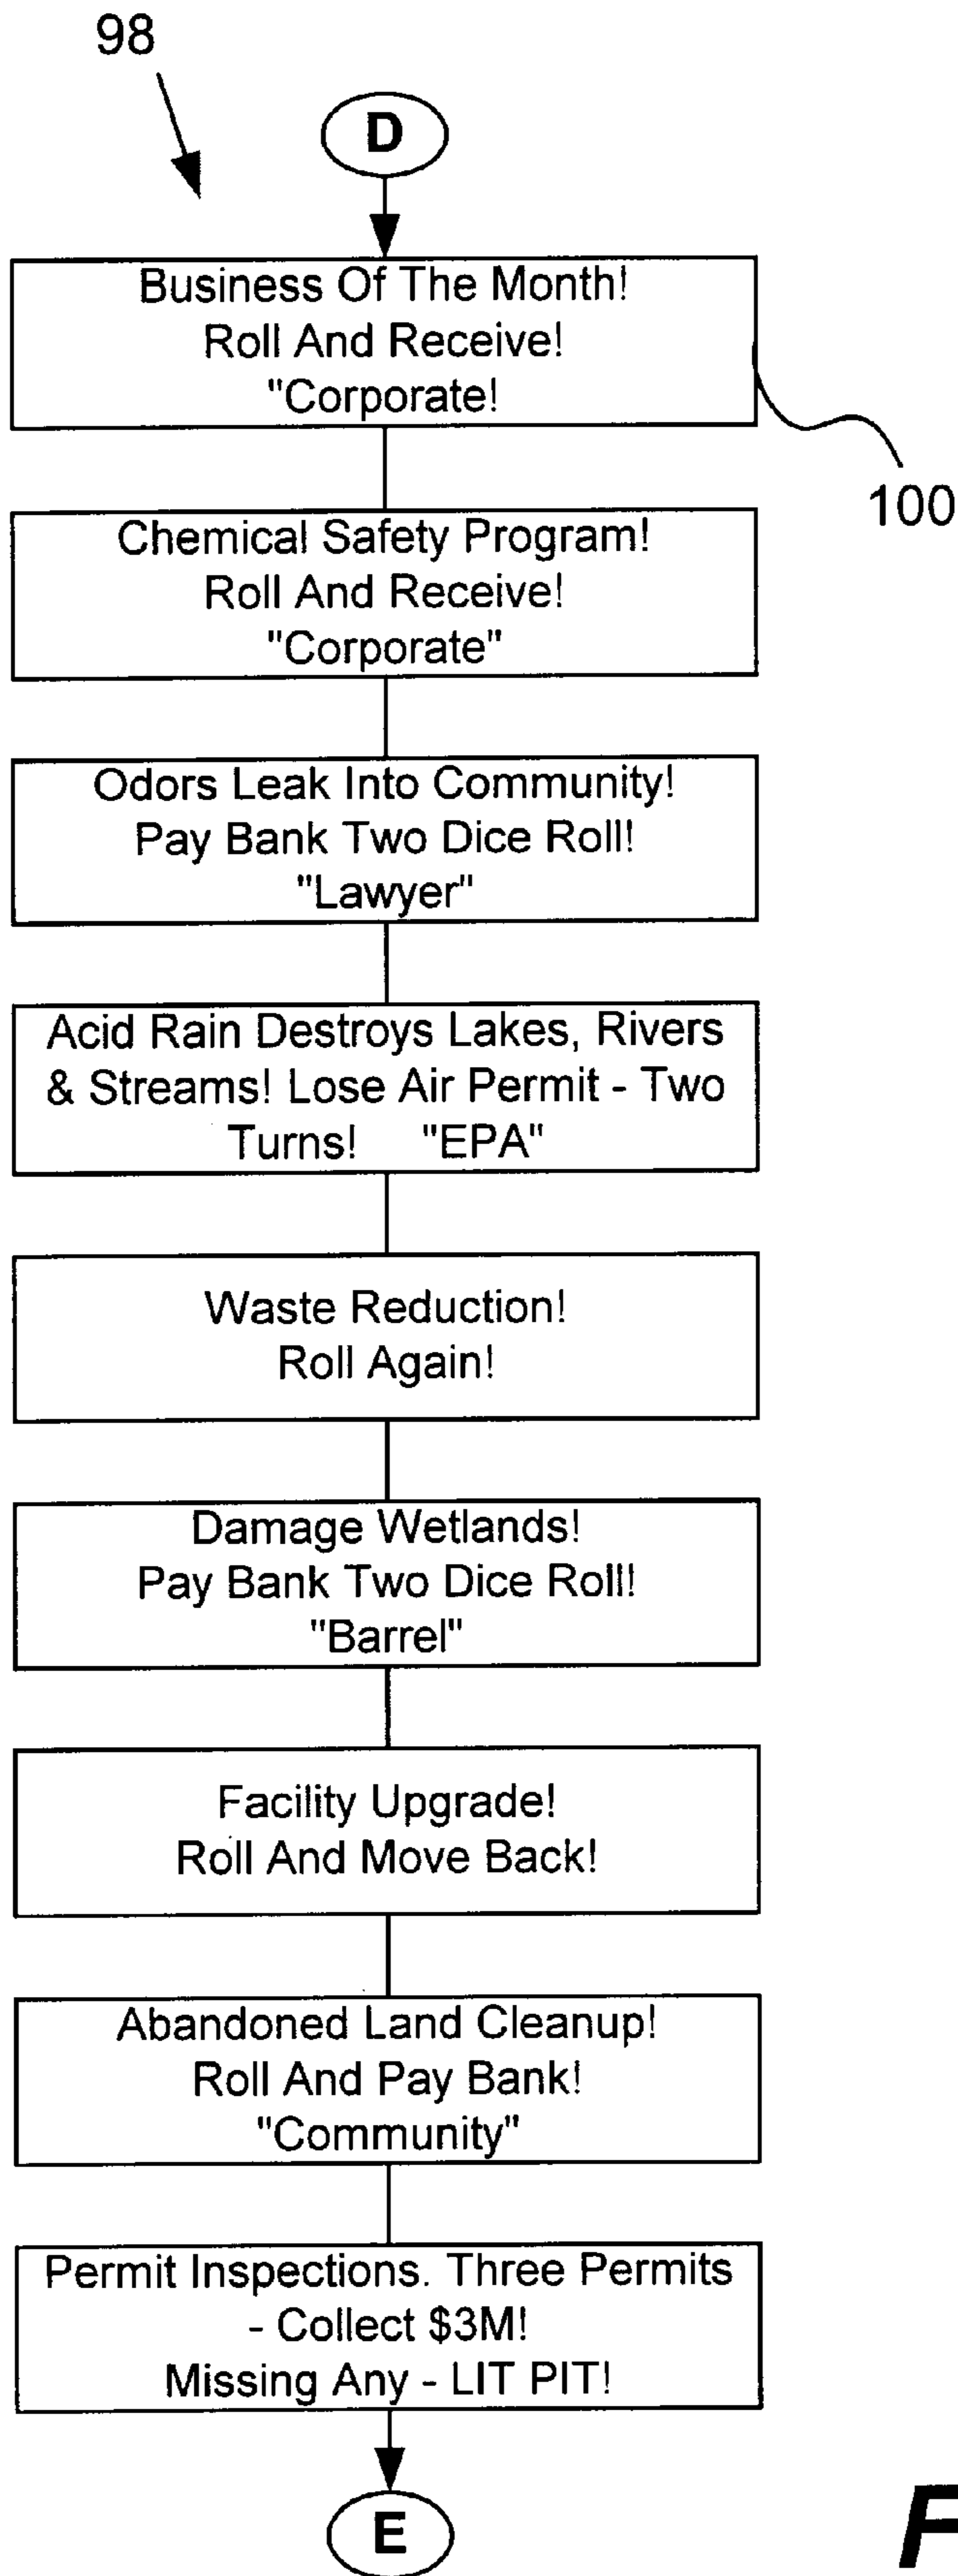 98
D
Business Of The Month!
Roll And Receive!
"Corporate!
100
Chemical Safety Program!
Roll And Receive!
"Corporate"
Odors Leak Into Community!
Pay Bank Two Dice Roll!
"Lawyer"
Acid Rain Destroys Lakes, Rivers
& Streams! Lose Air Permit - Two
Turns! "EPA"
Waste Reduction!
Roll Again!
Damage Wetlands!
Pay Bank Two Dice Roll!
"Barrel"
Facility Upgrade!
Roll And Move Back!
Abandoned Land Cleanup!
Roll And Pay Bank!
"Community"
Permit Inspections. Three Permits
- Collect $3M!
Missing Any - LIT PIT!
E